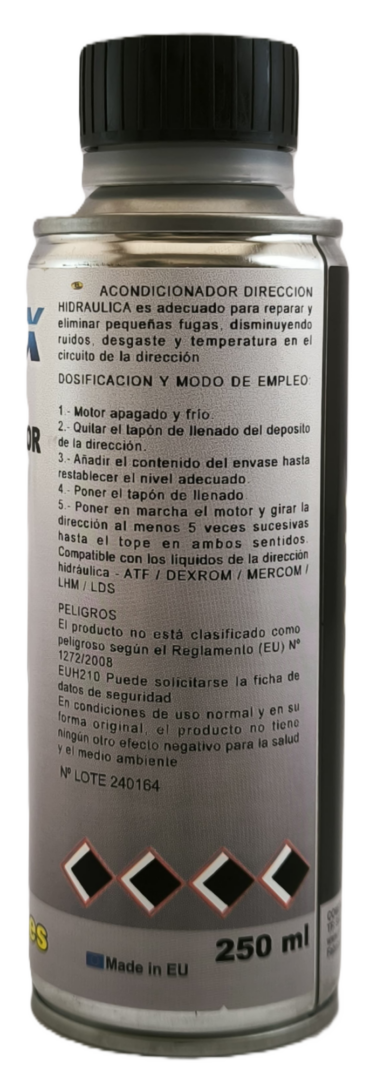 ACONDICIONADOR DIRECCION
HIDRAULICA es adecuado para reparar y
eliminar pequeñas fugas, disminuyendo
ruidos, desgaste y temperatura en el
circuito de la dirección
DOSIFICACION Y MODO DE EMPLEO:
1.- Motor apagado y frío.
2.- Quitar el tapón de llenado del deposito
de la dirección.
3.- Añadir el contenido del envase hasta
restablecer el nivel adecuado.
4.- Poner el tapón de llenado
5.- Poner en marcha el motor y girar la
dirección al menos 5 veces sucesivas
hasta el tope en ambos sentidos.
Compatible con los líquidos de la dirección
hidráulica - ATF / DEXROM / MERCOM /
LHM / LDS
PELIGROS
El producto no está clasificado como
peligroso según el Reglamento (EU) Nº
1272/2008
EUH210 Puede solicitarse la ficha de
datos de seguridad
En condiciones de uso normal y en su
forma original, el producto no tiene
ningún otro efecto negativo para la salud
y el medio ambiente
Nº LOTE 240164
OR
es
250 ml
Made in EU